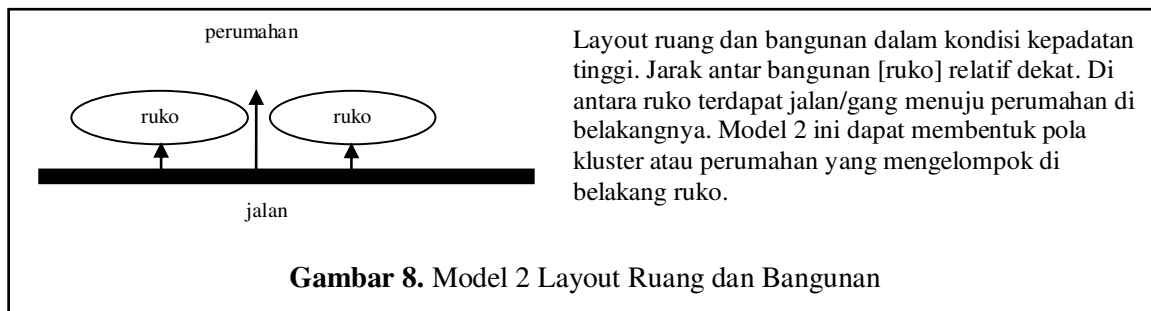 perumahan
ruko
ruko
jalan
Layout ruang dan bangunan dalam kondisi kepadatan
tinggi. Jarak antar bangunan [ruko] relatif dekat. Di
antara ruko terdapat jalan/gang menuju perumahan di
belakangnya. Model 2 ini dapat membentuk pola
kluster atau perumahan yang mengelompok di
belakang ruko.
Gambar 8. Model 2 Layout Ruang dan Bangunan